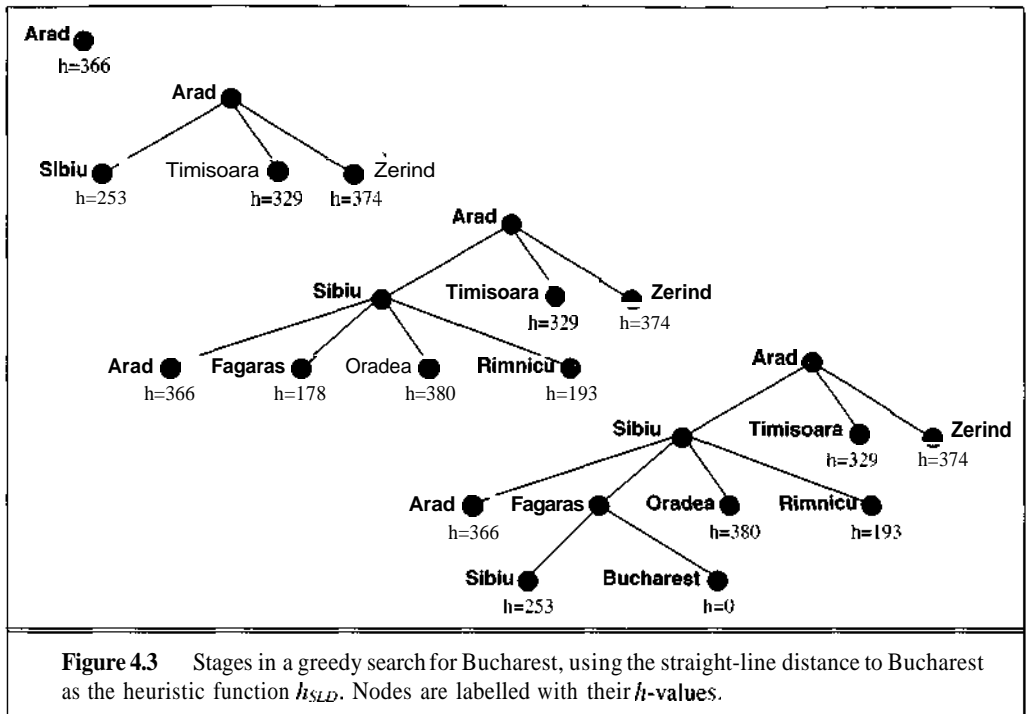 Arad
h=366
Arad
Sibiu Timisoara Zerind
h=253 h=329 h=374
Arad
Sibiu Timisoara Zerind
h=329 h=374
Arad Fagaras Oradea Rimnicu Arad
h=366 h=178 h=380 h=193
Sibiu Timisoara Zerind
h=329 h=374
Arad Fagaras Oradea Rimnicu
h=366 h=380 h=193
Sibiu Bucharest
h=253 h=0
Figure 4.3 Stages in a greedy search for Bucharest, using the straight-line distance to Bucharest
as the heuristic function hSLD. Nodes are labelled with their h-values.